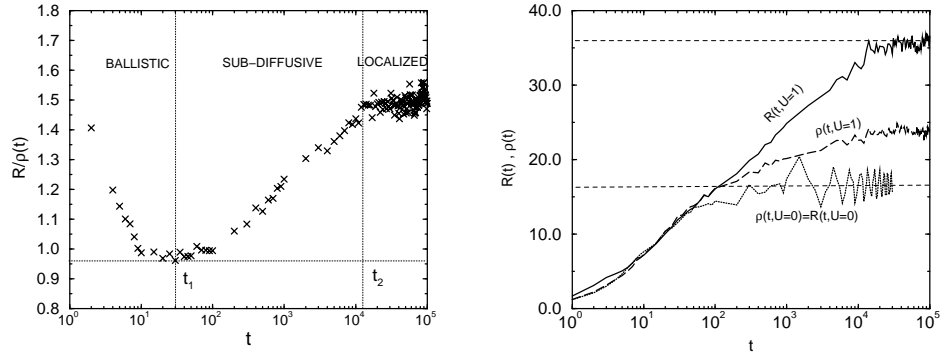 1.8
1.7
1.6
1.5
1.4
1.3
1.2
1.1
1.0
0.9
0.8
R/ρ(t)
BALLISTIC
SUB−DIFFUSIVE
LOCALIZED
t1
t2
10^0 10^1 10^2 10^3 10^4 10^5
t
40.0
30.0
20.0
10.0
0.0
R(t) , ρ(t)
R(t,U=1)
ρ(t,U=1)
ρ(t,U=0)=R(t,U=0)
10^0 10^1 10^2 10^3 10^4 10^5
t